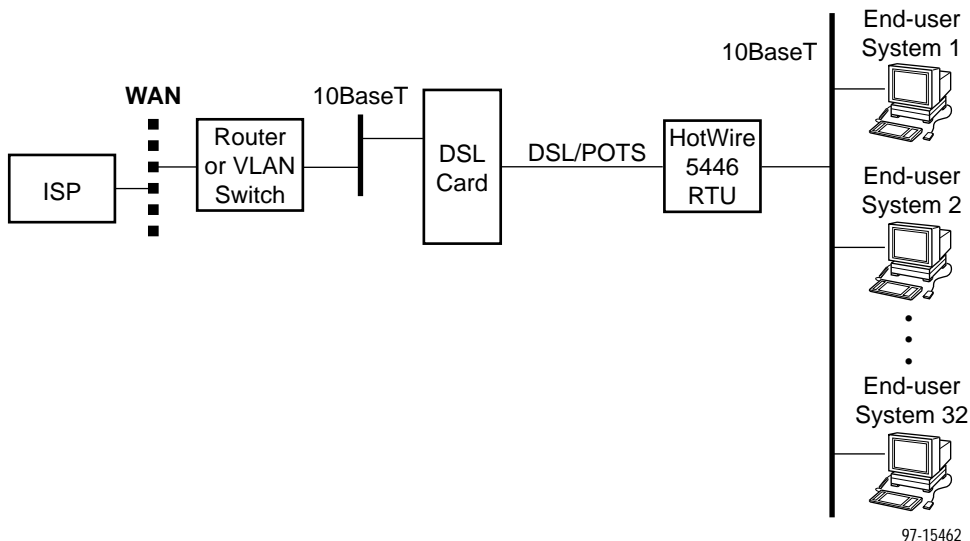 ISP
WAN
Router
or VLAN
Switch
10BaseT
DSL
Card
DSL/POTS
HotWire
5446
RTU
10BaseT
End-user
System 1
End-user
System 2
End-user
System 32
97-15462